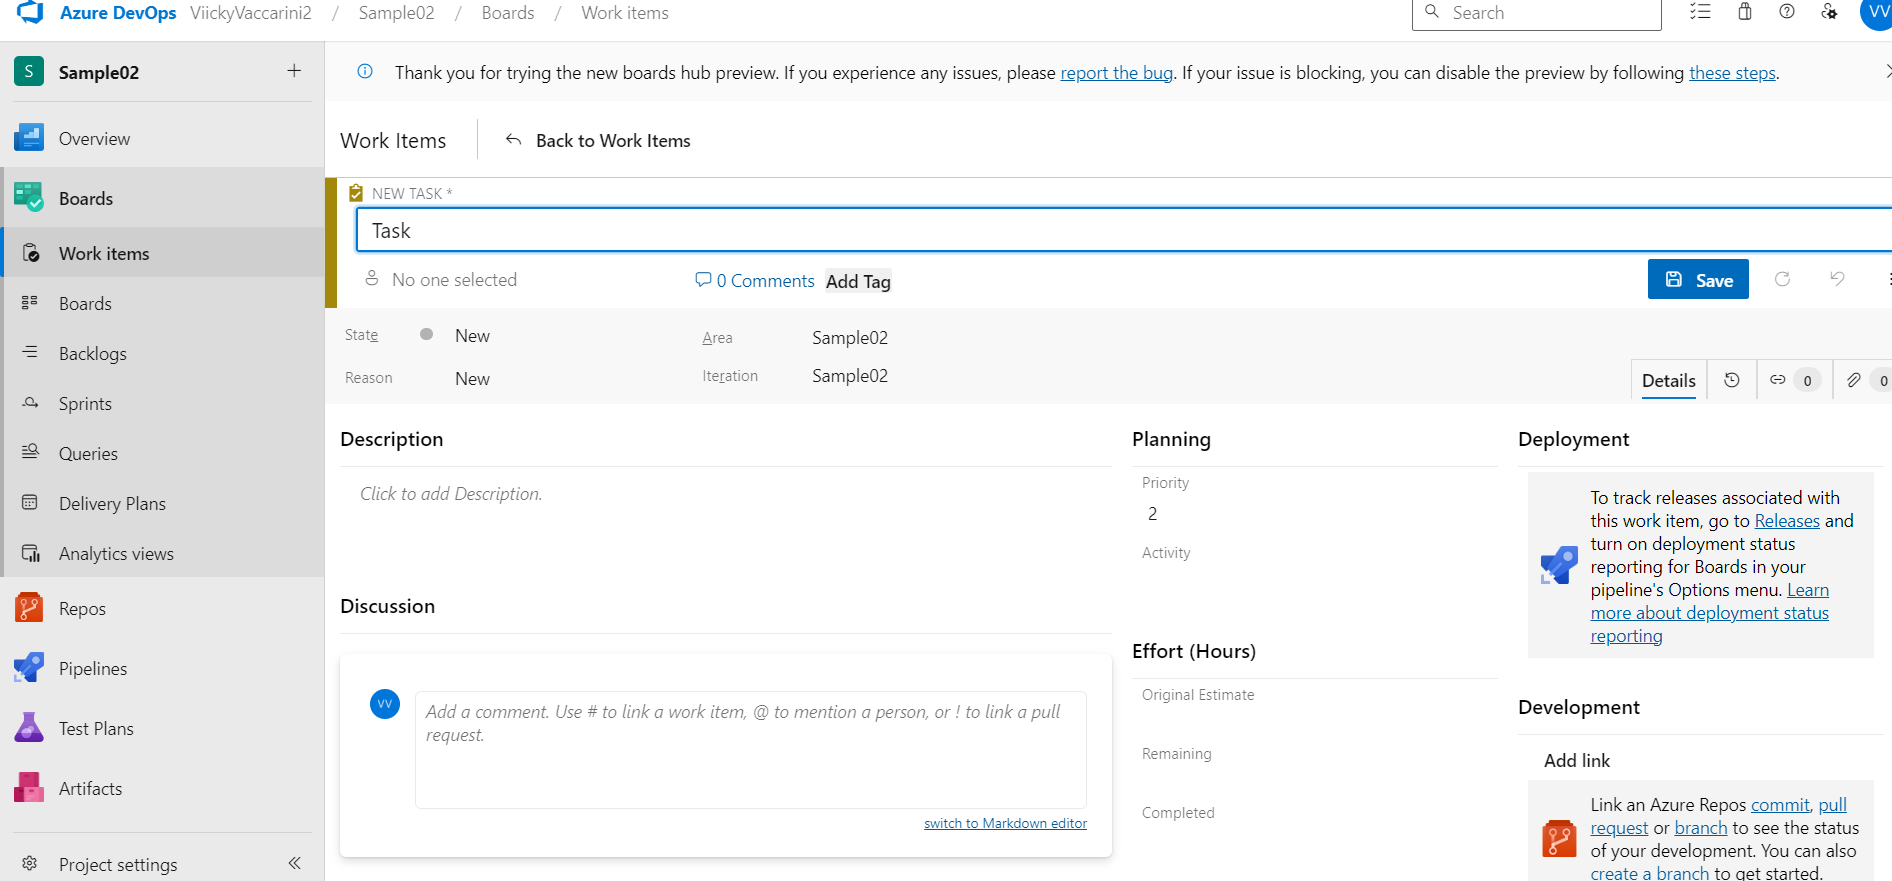 Azure DevOps ViickyVaccarini2 / Sample02 / Boards / Work items Search VV
S Sample02 +
Thank you for trying the new boards hub preview. If you experience any issues, please report the bug. If your issue is blocking, you can disable the preview by following these steps.
Overview
Boards
Work items
Boards
Backlogs
Sprints
Queries
Delivery Plans
Analytics views
Repos
Pipelines
Test Plans
Artifacts
Project settings
Work Items Back to Work Items
NEW TASK *
Task
No one selected 0 Comments Add Tag Save
State New Area Sample02
Reason New Iteration Sample02
Details 0 0
Description
Click to add Description.
Discussion
VV
Add a comment. Use # to link a work item, @ to mention a person, or ! to link a pull
request.
switch to Markdown editor
Planning
Priority
2
Activity
Effort (Hours)
Original Estimate
Remaining
Completed
Deployment
To track releases associated with
this work item, go to Releases and
turn on deployment status
reporting for Boards in your
pipeline's Options menu. Learn
more about deployment status
reporting
Development
Add link
Link an Azure Repos commit, pull
request or branch to see the status
of your development. You can also
create a branch to get started.